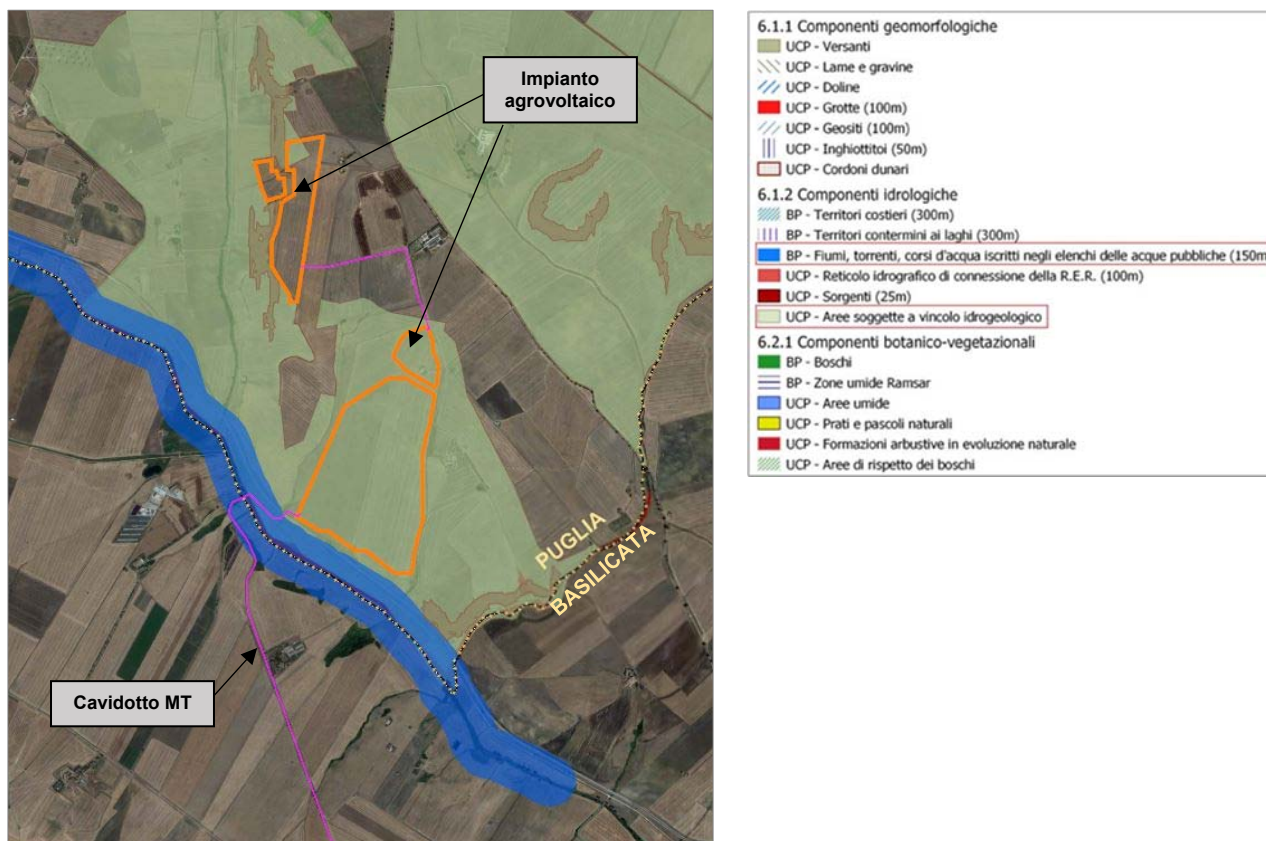 Impianto
agrovoltaico
PUGLIA
BASILICATA
Cavidotto MT
6.1.1 Componenti geomorfologiche
UCP - Versanti
UCP - Lame e gravine
UCP - Doline
UCP - Grotte (100m)
UCP - Geositi (100m)
UCP - Inghiottitoi (50m)
UCP - Cordoni dunari
6.1.2 Componenti idrologiche
BP - Territori costieri (300m)
BP - Territori contermini ai laghi (300m)
BP - Fiumi, torrenti, corsi d'acqua iscritti negli elenchi delle acque pubbliche (150m
UCP - Reticolo idrografico di connessione della R.E.R. (100m)
UCP - Sorgenti (25m)
UCP - Aree soggette a vincolo idrogeologico
6.2.1 Componenti botanico-vegetazionali
BP - Boschi
BP - Zone umide Ramsar
UCP - Aree umide
UCP - Prati e pascoli naturali
UCP - Formazioni arbustive in evoluzione naturale
UCP - Aree di rispetto dei boschi